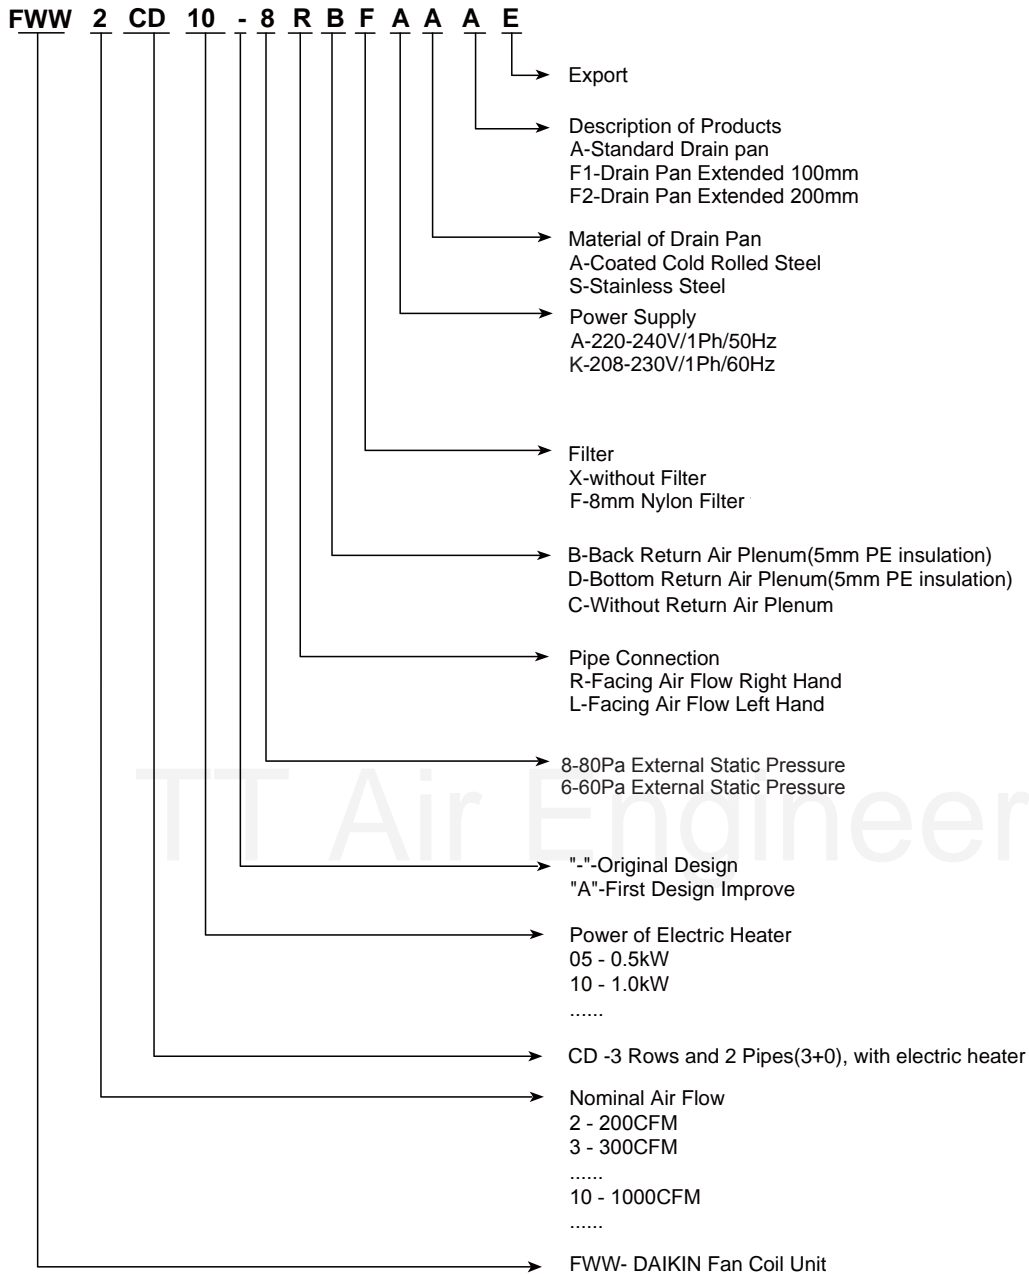 FWW 2 CD 10 - 8 R B F A A A E
Export
Description of Products
A-Standard Drain pan
F1-Drain Pan Extended 100mm
F2-Drain Pan Extended 200mm
Material of Drain Pan
A-Coated Cold Rolled Steel
S-Stainless Steel
Power Supply
A-220-240V/1Ph/50Hz
K-208-230V/1Ph/60Hz
Filter
X-without Filter
F-8mm Nylon Filter
B-Back Return Air Plenum(5mm PE insulation)
D-Bottom Return Air Plenum(5mm PE insulation)
C-Without Return Air Plenum
Pipe Connection
R-Facing Air Flow Right Hand
L-Facing Air Flow Left Hand
8-80Pa External Static Pressure
6-60Pa External Static Pressure
TT Air Engineer
"-"-Original Design
"A"-First Design Improve
Power of Electric Heater
05 - 0.5kW
10 - 1.0kW
......
CD -3 Rows and 2 Pipes(3+0), with electric heater
Nominal Air Flow
2 - 200CFM
3 - 300CFM
......
10 - 1000CFM
......
FWW- DAIKIN Fan Coil Unit